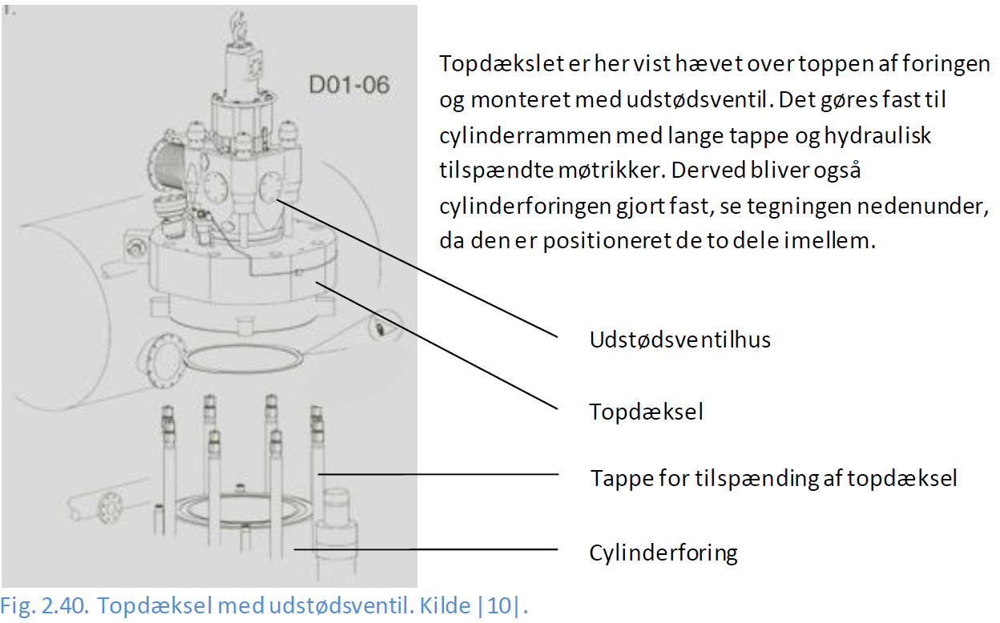 1.
D01-06
Topdækslet er her vist hævet over toppen af foringen
og monteret med udstødsventil. Det gøres fast til
cylinderrammen med lange tappe og hydraulisk
tilspændte møtrikker. Derved bliver også
cylinderforingen gjort fast, se tegningen nedenunder,
da den er positioneret de to dele imellem.
Udstødsventilhus
Topdæksel
Tappe for tilspænding af topdæksel
Cylinderforing
Fig. 2.40. Topdæksel med udstødsventil. Kilde |10|.